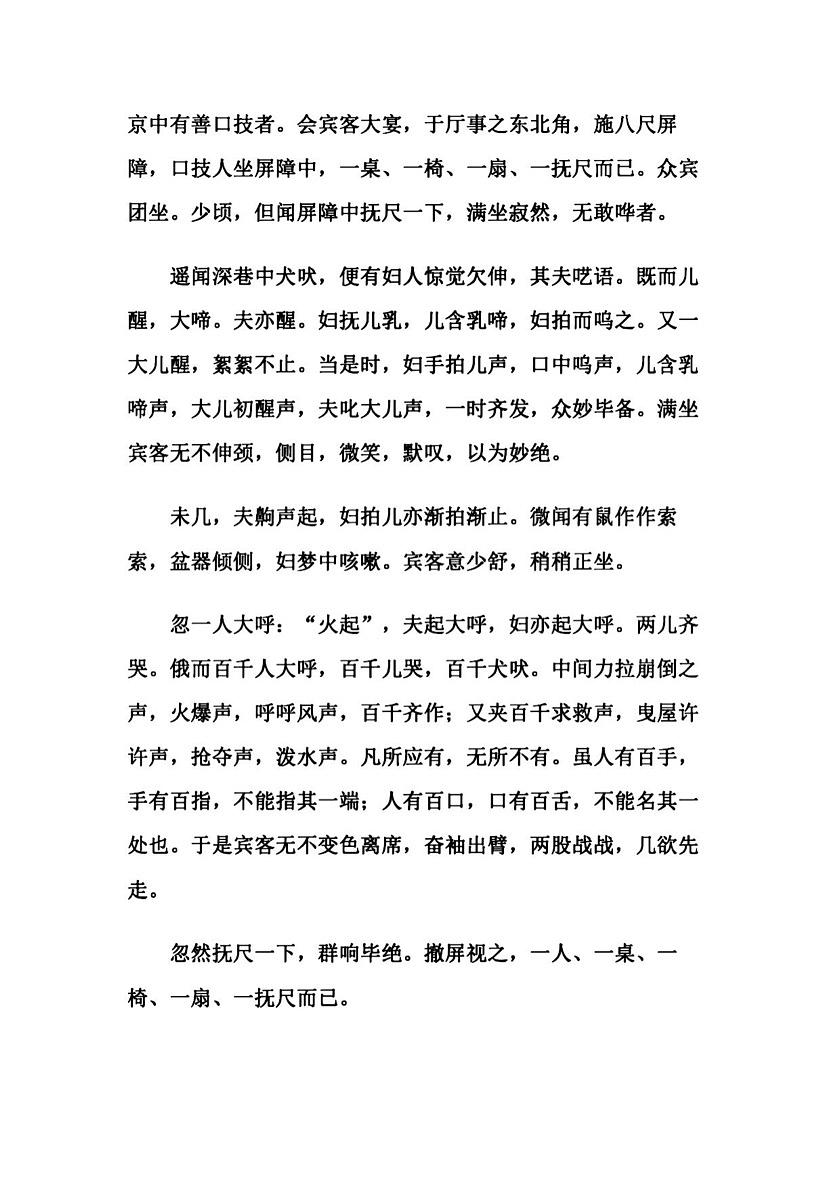 京中有善口技者。会宾客大宴，于厅事之东北角，施八尺屏
障，口技人坐屏障中，一桌、一椅、一扇、一抚尺而已。众宾
团坐。少顷，但闻屏障中抚尺一下，满坐寂然，无敢哗者。
遥闻深巷中犬吠，便有妇人惊觉欠伸，其夫呓语。既而儿
醒，大啼。夫亦醒。妇抚儿乳，儿含乳啼，妇拍而呜之。又一
大儿醒，絮絮不止。当是时，妇手拍儿声，口中呜声，儿含乳
啼声，大儿初醒声，夫叱大儿声，一时齐发，众妙毕备。满坐
宾客无不伸颈，侧目，微笑，默叹，以为妙绝。
未几，夫齁声起，妇拍儿亦渐拍渐止。微闻有鼠作作索
索，盆器倾侧，妇梦中咳嗽。宾客意少舒，稍稍正坐。
忽一人大呼：“火起”，夫起大呼，妇亦起大呼。两儿齐
哭。俄而百千人大呼，百千儿哭，百千犬吠。中间力拉崩倒之
声，火爆声，呼呼风声，百千齐作；又夹百千求救声，曳屋许
许声，抢夺声，泼水声。凡所应有，无所不有。虽人有百手，
手有百指，不能指其一端；人有百口，口有百舌，不能名其一
处也。于是宾客无不变色离席，奋袖出臂，两股战战，几欲先
走。
忽然抚尺一下，群响毕绝。撤屏视之，一人、一桌、一
椅、一扇、一抚尺而已。